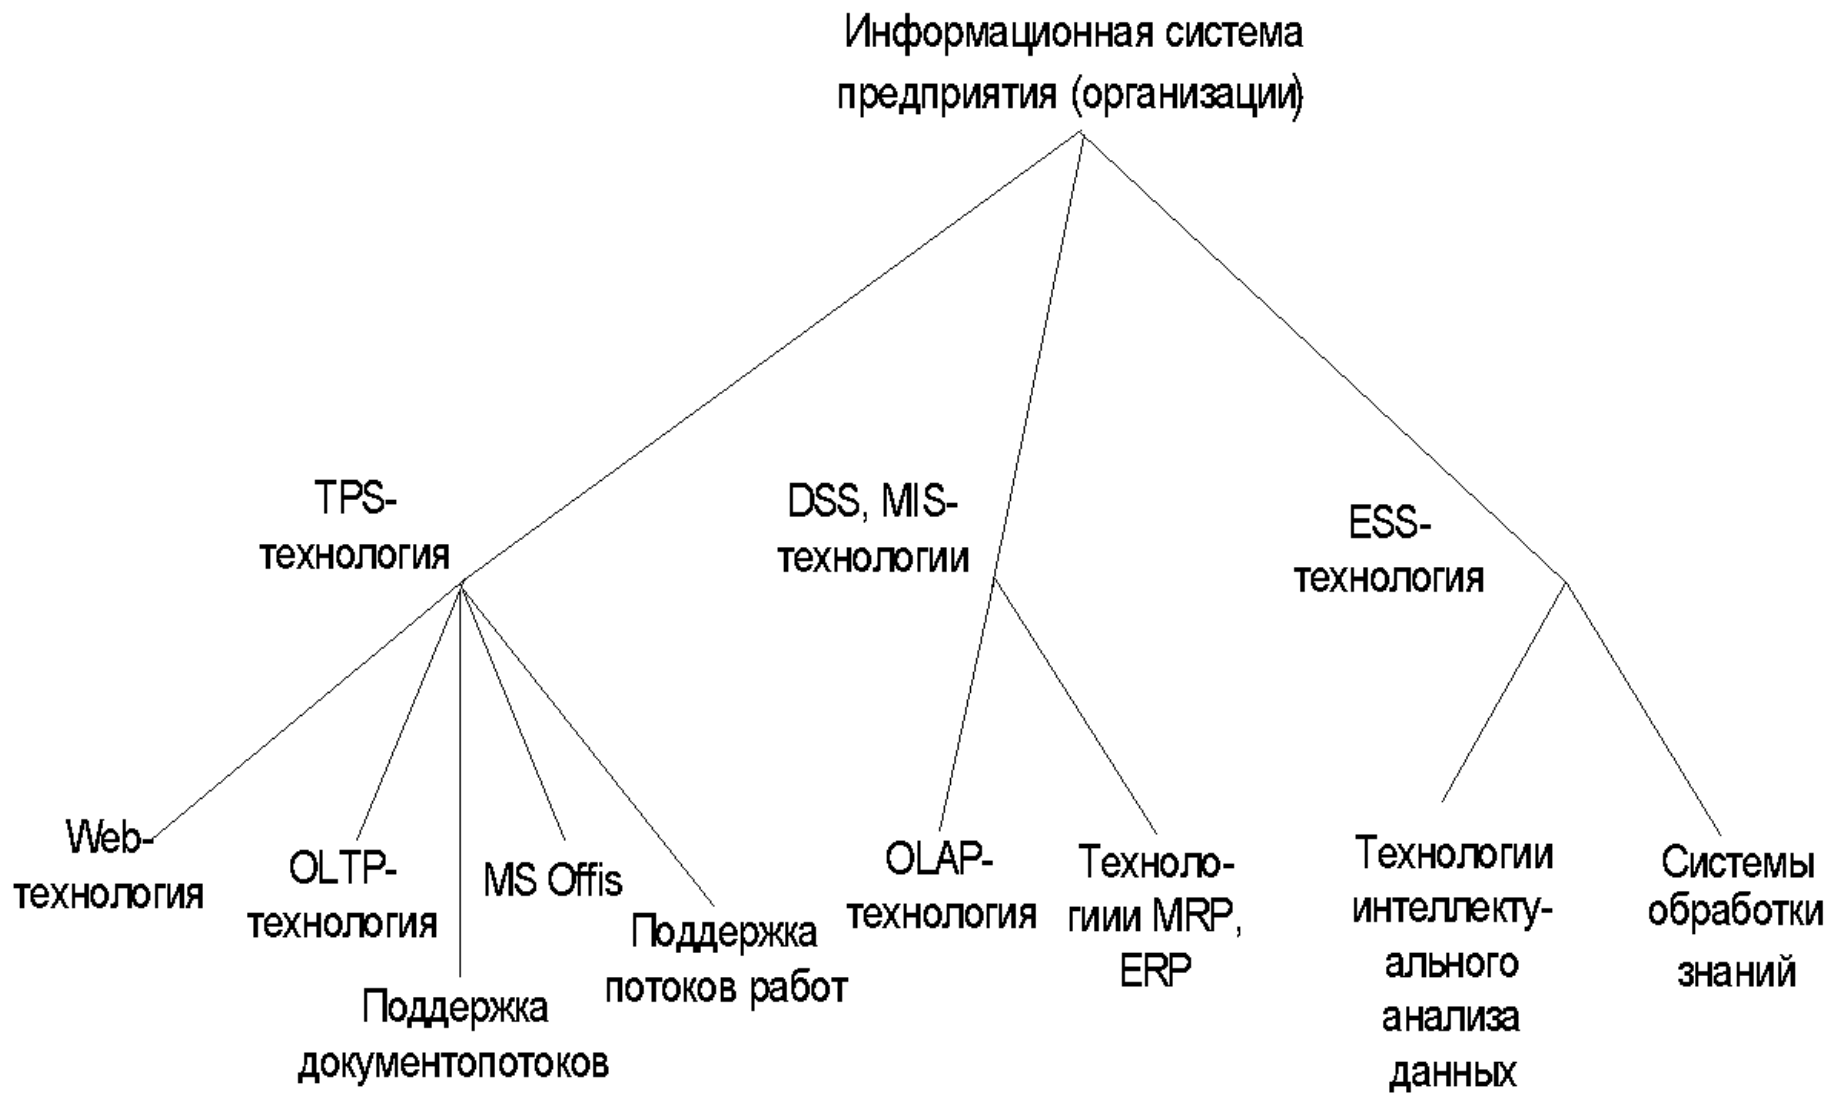 Информационная система
предприятия (организации)
TPS-
технология
DSS, MIS-
технологии
ESS-
технология
Web-
технология
OLTP-
технология
Поддержка
документопотоков
MS Offis
Поддержка
потоков работ
OLAP-
технология
Техноло-
гиии MRP,
ERP
Технологии
интеллекту-
ального
анализа
данных
Системы
обработки
знаний